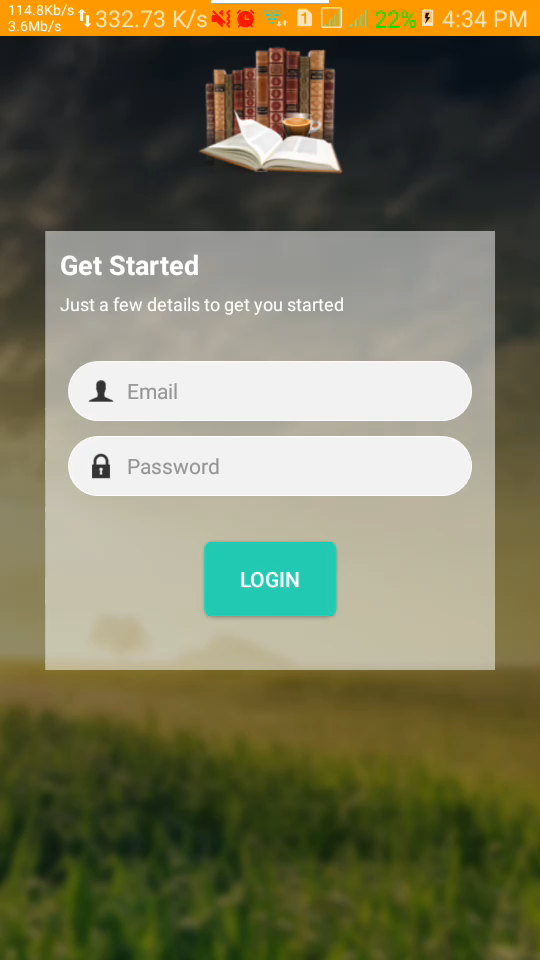 114.8Kb/s
3.6Mb/s
332.73 K/s
1
22%
4:34 PM
Get Started
Just a few details to get you started
Email
Password
LOGIN